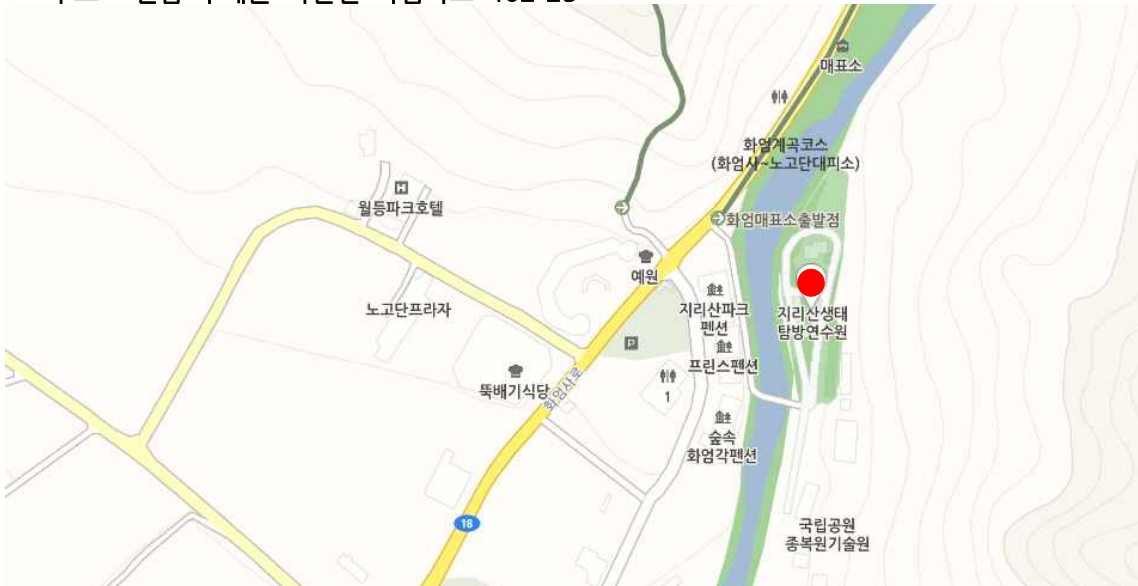 매표소
화엄계곡코스
(화엄사~노고단대피소)
월등파크호텔
화엄매표소출발점
예원
노고단프라자
지리산파크
펜션
지리산생태
탐방연수원
P
프린스펜션
뚝배기식당
1
화엄사로
숲속
화엄각펜션
18
국립공원
종복원기술원